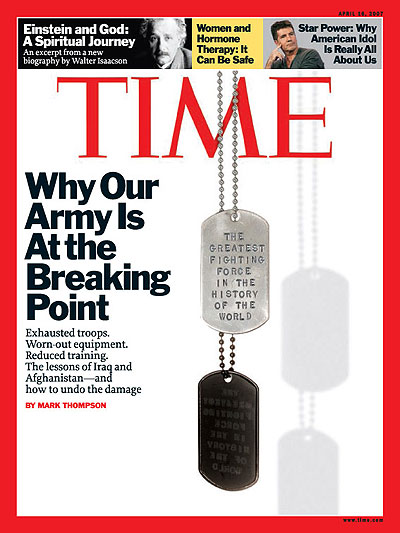 APRIL 16, 2007
Einstein and God:
A Spiritual Journey
An excerpt from a new
biography by Walter Isaacson
Women and
Hormone
Therapy: It
Can Be Safe
Star Power: Why
American Idol
Is Really All
About Us
TIME
Why Our
Army Is
At the
Breaking
Point
Exhausted troops.
Worn-out equipment.
Reduced training.
The lessons of Iraq and
Afghanistan—and
how to undo the damage
BY MARK THOMPSON
THE
GREATEST
FIGHTING
FORCE
IN THE
HISTORY
OF THE
WORLD
www.time.com